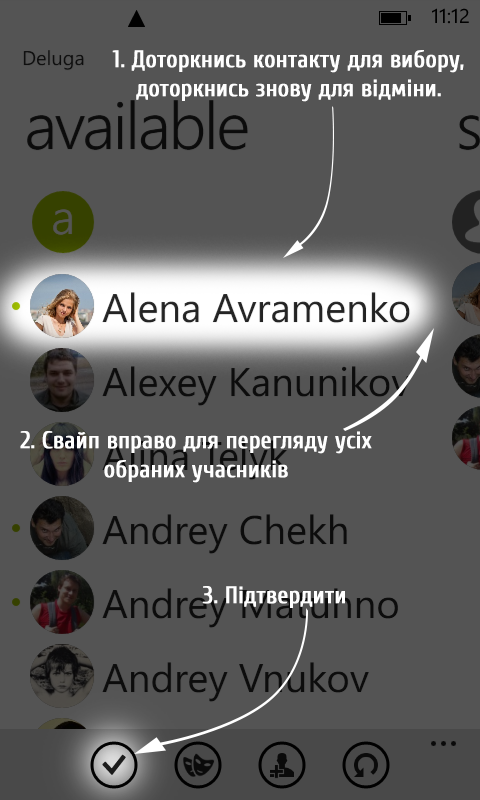 11:12
Deluga
1. Доторкнись контакту для вибору,
доторкнись знову для відміни.
available
s
a
Alena Avramenko
Alexey Kanunikov
2. Свайп вправо для перегляду усіх
Alina Telyk
обраних учасників
Andrey Chekh
3. Підтвердити
Andrey
Andrey Vnukov